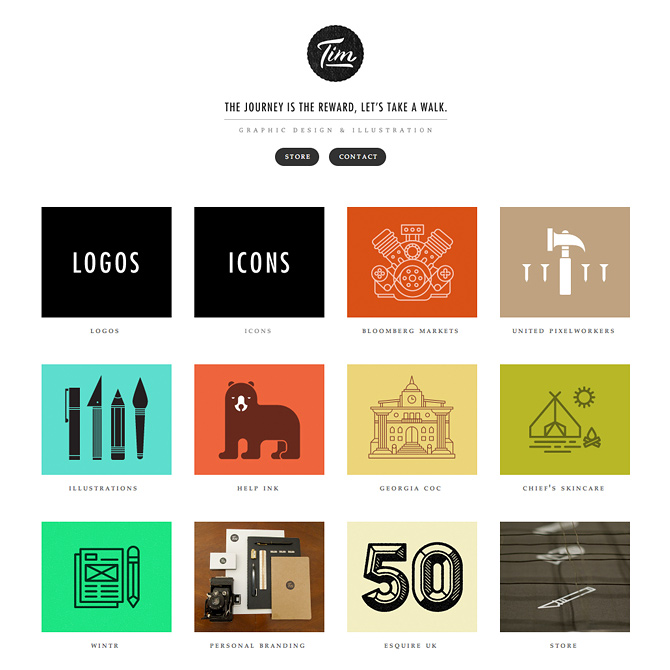 Tim
THE JOURNEY IS THE REWARD, LET'S TAKE A WALK.
GRAPHIC DESIGN & ILLUSTRATION
STORE CONTACT
LOGOS ICONS
LOGOS ICONS BLOOMBERG MARKETS UNITED PIXELWORKERS
ILLUSTRATIONS HELP INK GEORGIA COC CHIEF'S SKINCARE
50
WINTR PERSONAL BRANDING ESQUIRE UK STORE